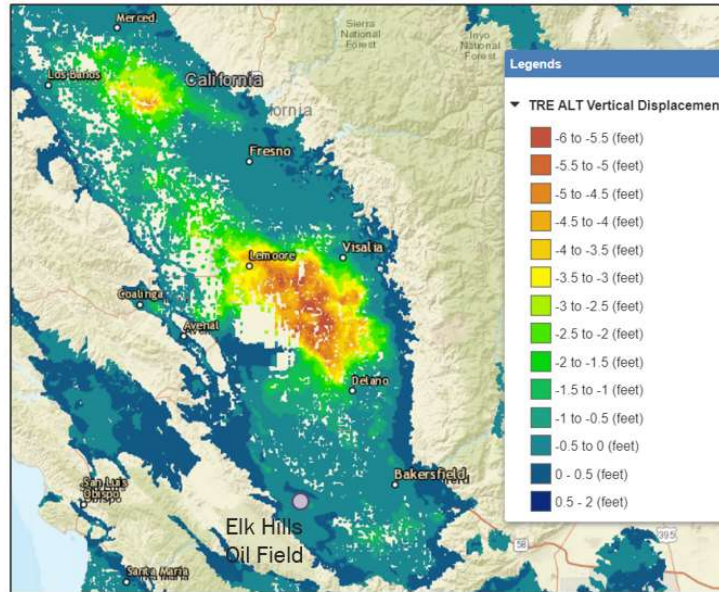 Merced
Sierra
National
Forest
Inyo
National
Forest
Los Banos
California
ornia
Fresno
Visalia
Lemoore
Coalinga
Avenal
Delano
Bakersfield
San Luis
Obispo
Elk Hills
Oil Field
Santa Maria
58
395
Legends
TRE ALT Vertical Displacemen
-6 to -5.5 (feet)
-5.5 to -5 (feet)
-5 to -4.5 (feet)
-4.5 to -4 (feet)
-4 to -3.5 (feet)
-3.5 to -3 (feet)
-3 to -2.5 (feet)
-2.5 to -2 (feet)
-2 to -1.5 (feet)
-1.5 to -1 (feet)
-1 to -0.5 (feet)
-0.5 to 0 (feet)
0 - 0.5 (feet)
0.5 - 2 (feet)